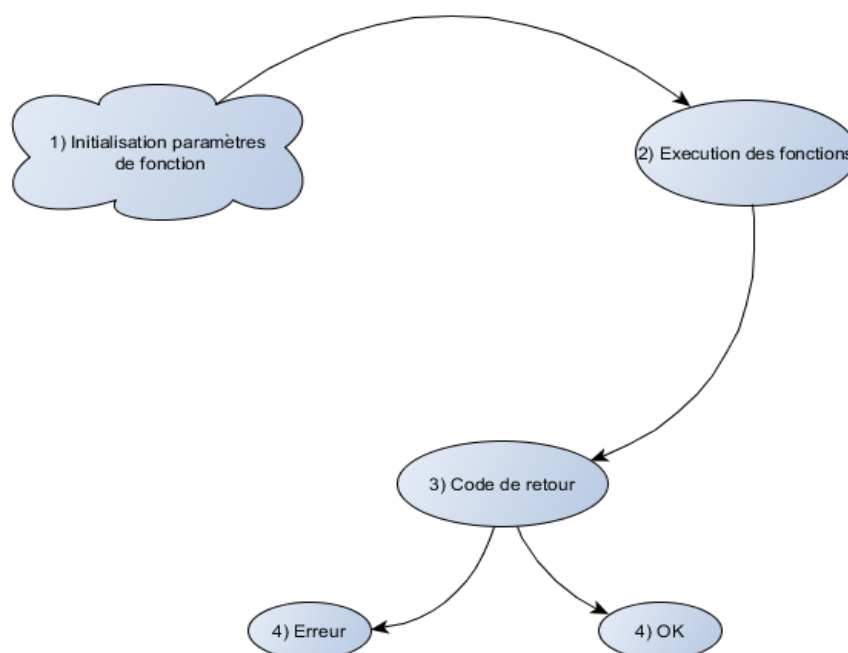 1) Initialisation paramètres
de fonction
2) Execution des fonctions
3) Code de retour
4) Erreur
4) OK